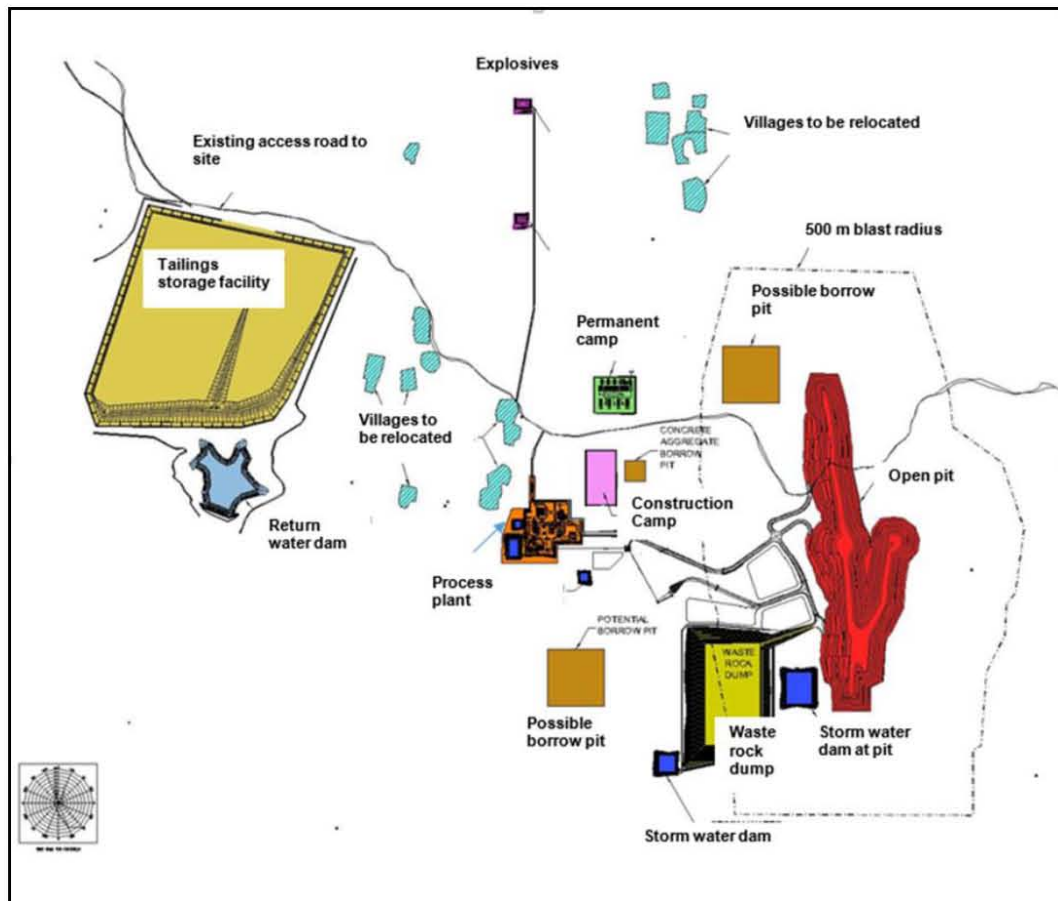 Explosives
Villages to be relocated
Existing access road to
site
500 m blast radius
Tailings
storage facility
Possible borrow
pit
Permanent
camp
Villages to
be relocated
CONCRETE
AGGREGATE
BORROW
PIT
Open pit
Construction
Camp
Return
water dam
Process
plant
POTENTIAL
BORROW PIT
WASTE
ROCK
DUMP
Possible
borrow pit
Waste
rock
dump
Storm water
dam at pit
Storm water dam